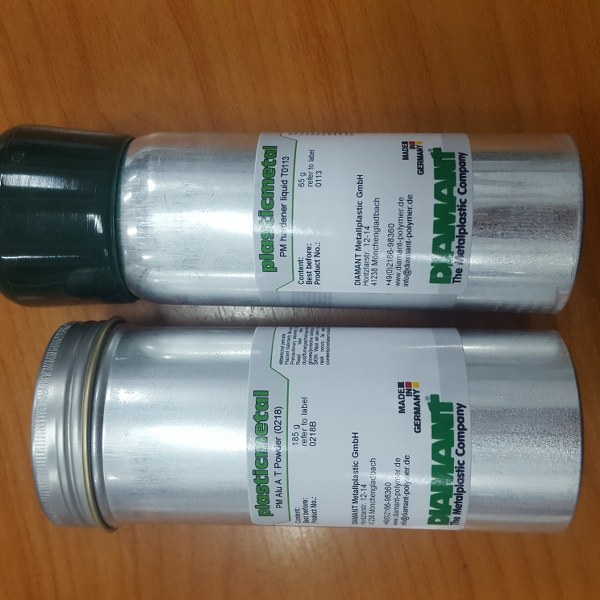 plasticmetal
PM Alu A T Powder (0218)
Content: 185 g
Best before: refer to label
Product No.: 0218B
DIAMANT Metallplastic GmbH
Hontzlarstr. 12-14
41238 Mönchengladbach
+49(0)2166-98360
www.diamant-polymer.de
info@diamant-polymer.de
MADE
IN
GERMANY
DIAMANT
The Metalplastic Company
plasticmetal
PM hardener liquid T0113
Content: 65 g
Best before: refer to label
Product No.: 0113
DIAMANT Metallplastic GmbH
Hontzlarstr. 12-14
41238 Mönchengladbach
+49(0)2166-98360
www.diamant-polymer.de
info@diamant-polymer.de
MADE
IN
GERMANY
DIAMANT
The Metalplastic Company